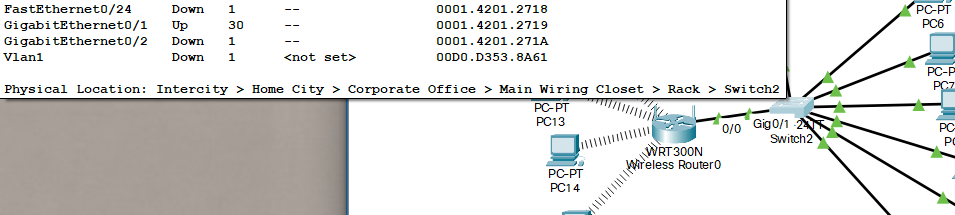 FastEthernet0/24 Down 1 -- 0001.4201.2718
GigabitEthernet0/1 Up 30 -- 0001.4201.2719
GigabitEthernet0/2 Down 1 -- 0001.4201.271A
Vlan1 Down 1 <not set> 00D0.D353.8A61
Physical Location: Intercity > Home City > Corporate Office > Main Wiring Closet > Rack > Switch2
PC-PT
PC6
PC-P
PC7
PC-PT
PC13
0/0
Gig0/1
Switch2
PC-
WRT300N
Wireless Router0
PC-PT
PC14